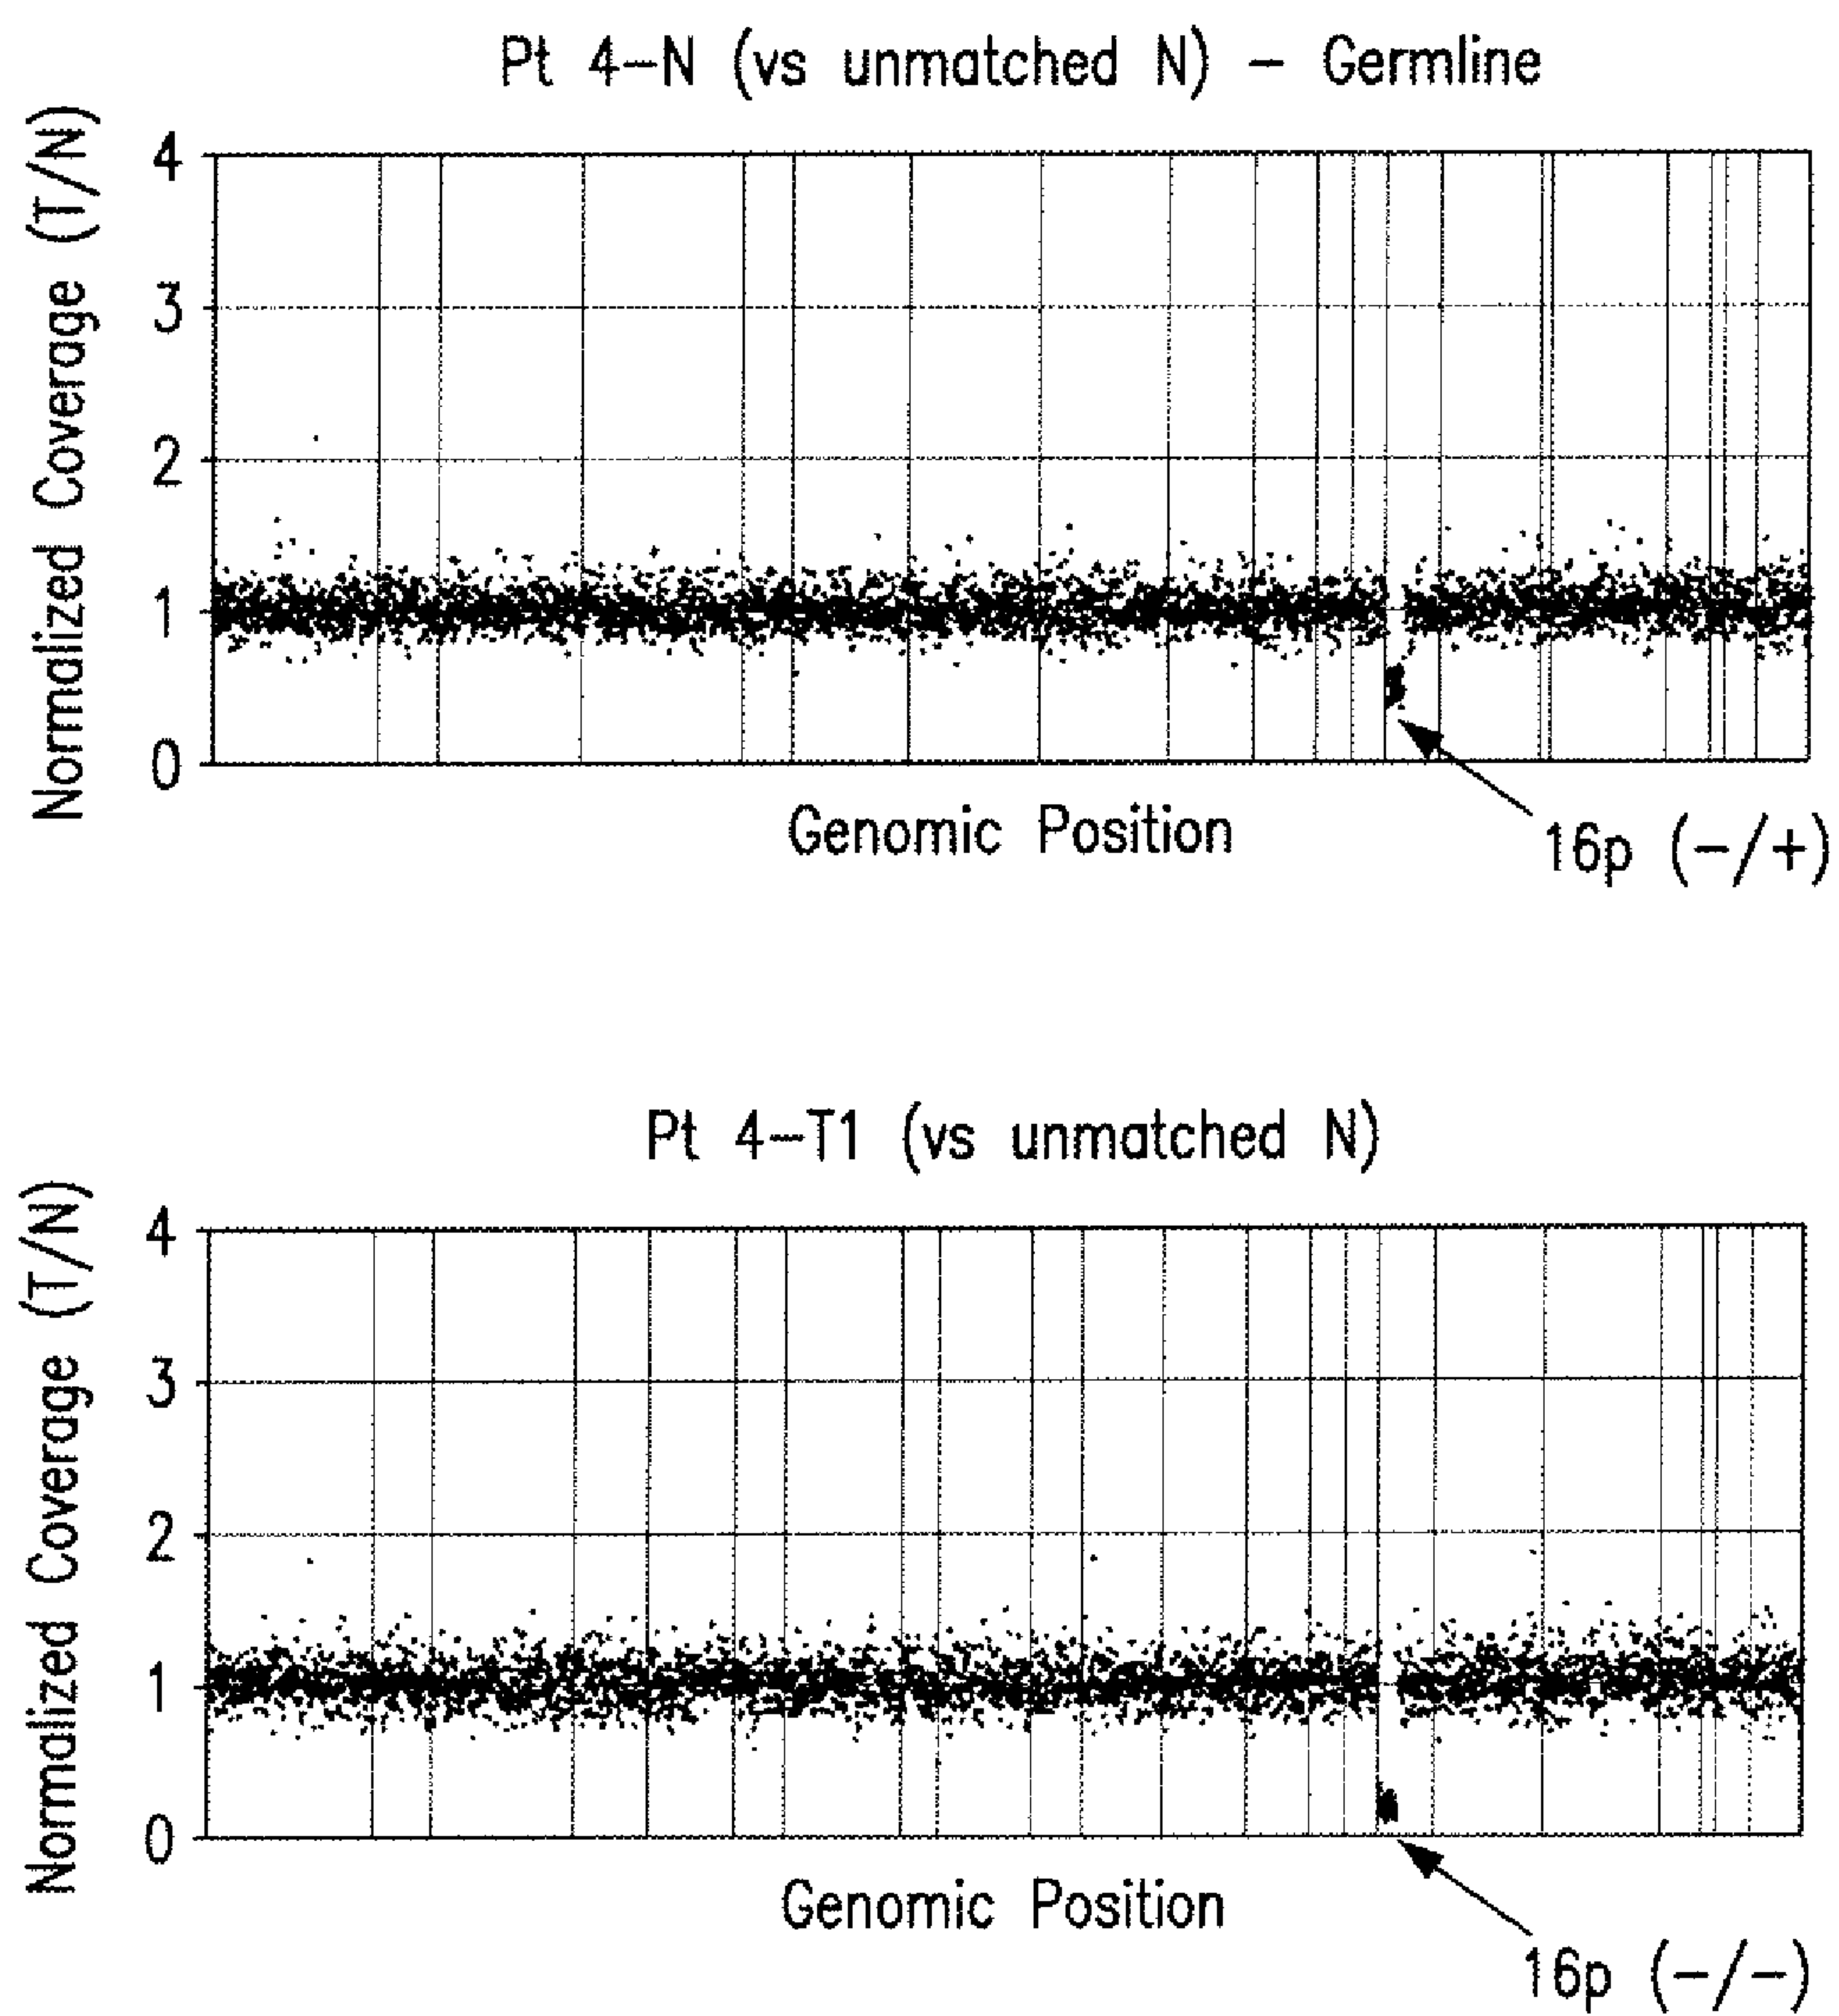 Pt 4-N (vs unmatched N) - Germline
Normalized Coverage (T/N)
4
3
2
1
0
Genomic Position
16p (-/+)
Pt 4-T1 (vs unmatched N)
Normalized Coverage (T/N)
4
3
2
1
0
Genomic Position
16p (-/-)